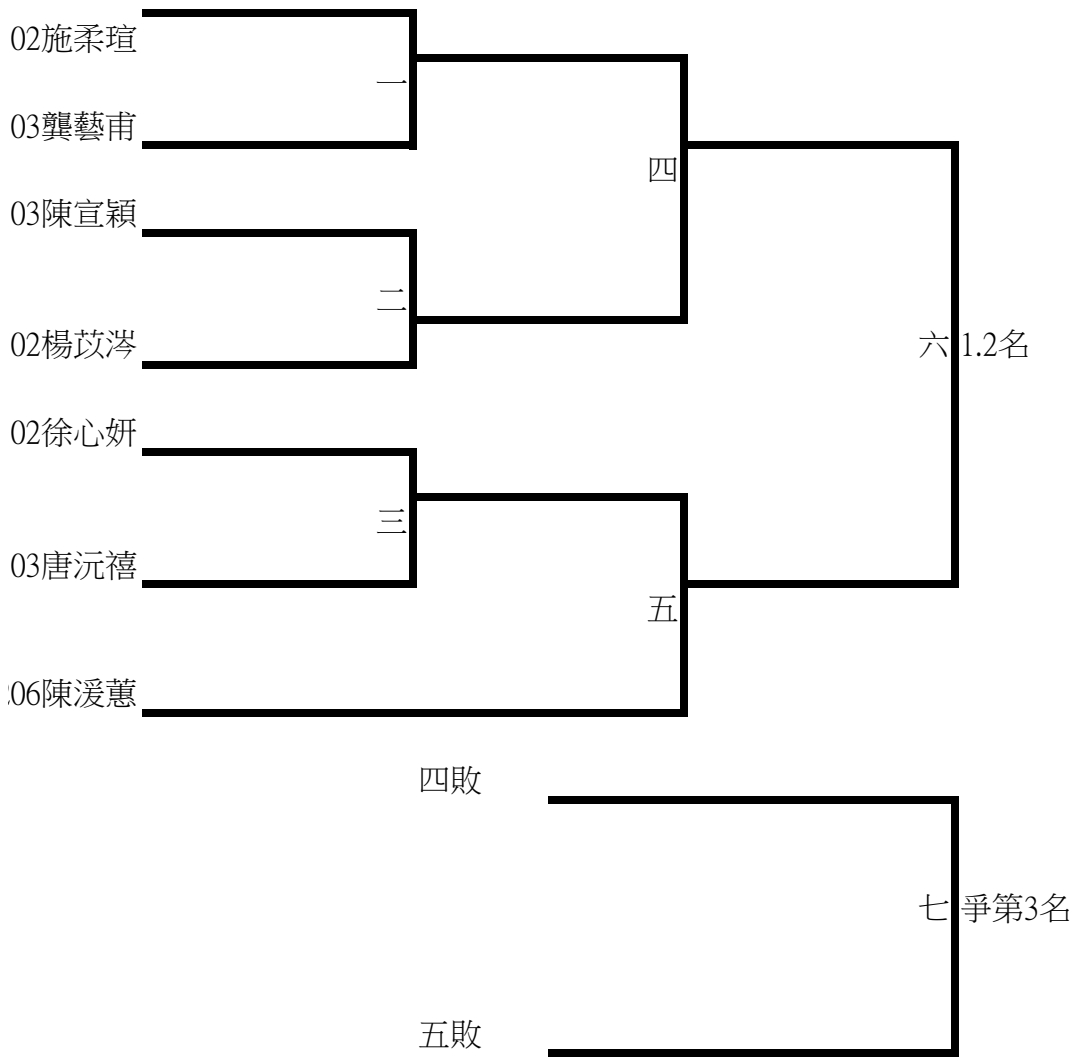 02施柔瑄
一
03龔藝甯
四
03陳宣穎
二
02楊苡涔
六 1.2名
02徐心妍
三
03唐沅禧
五
06陳湲蕙
四敗
七 爭第3名
五敗